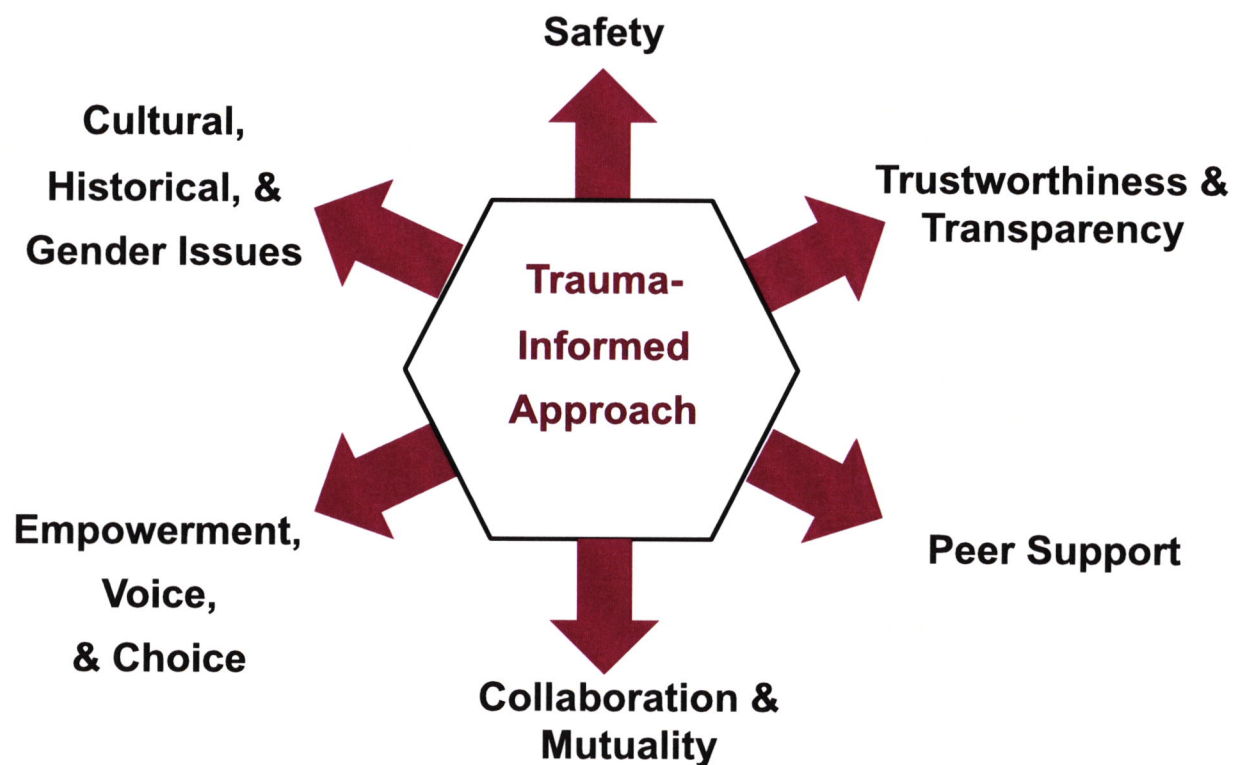 Safety
Cultural,
Historical, &
Gender Issues
Trustworthiness &
Transparency
Trauma-
Informed
Approach
Empowerment,
Voice,
& Choice
Peer Support
Collaboration &
Mutuality